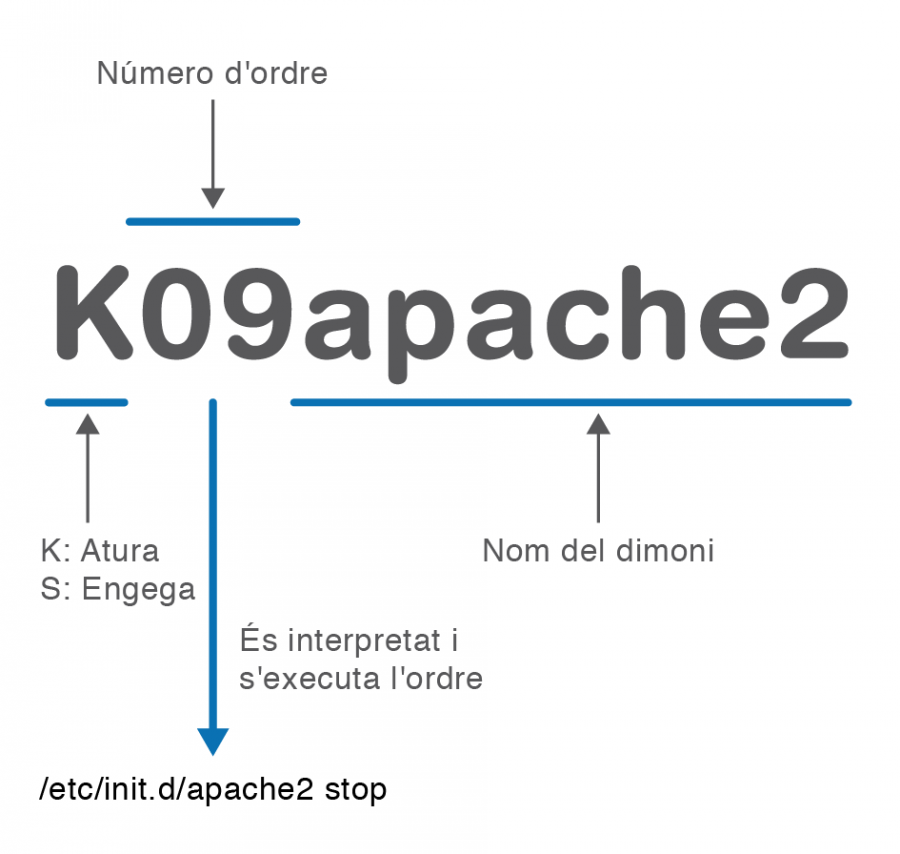 Número d'ordre
K09apache2
K: Atura
S: Engega
Nom del dimoni
És interpretat i
s'executa l'ordre
/etc/init.d/apache2 stop